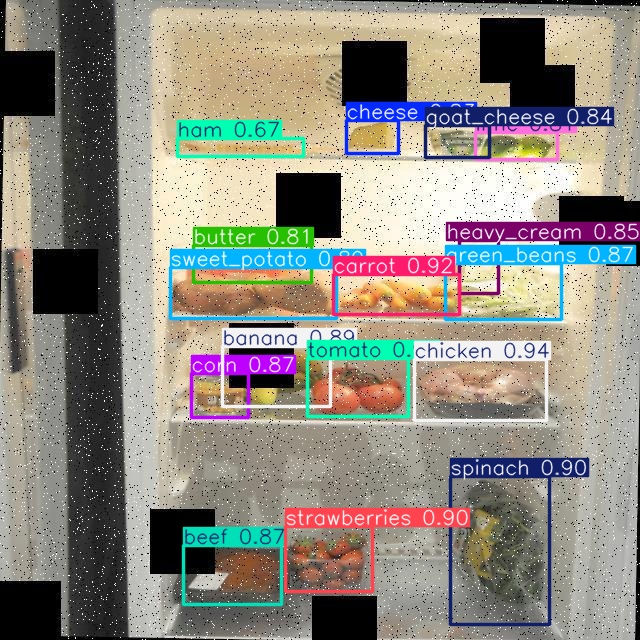 cheese
goat_cheese 0.84
ham 0.67
heavy_cream 0.85
butter 0.81
green_beans 0.87
sweet_potato
carrot 0.92
banana 0.89
tomato 0.
chicken 0.94
corn 0.87
spinach 0.90
strawberries 0.90
beef 0.87